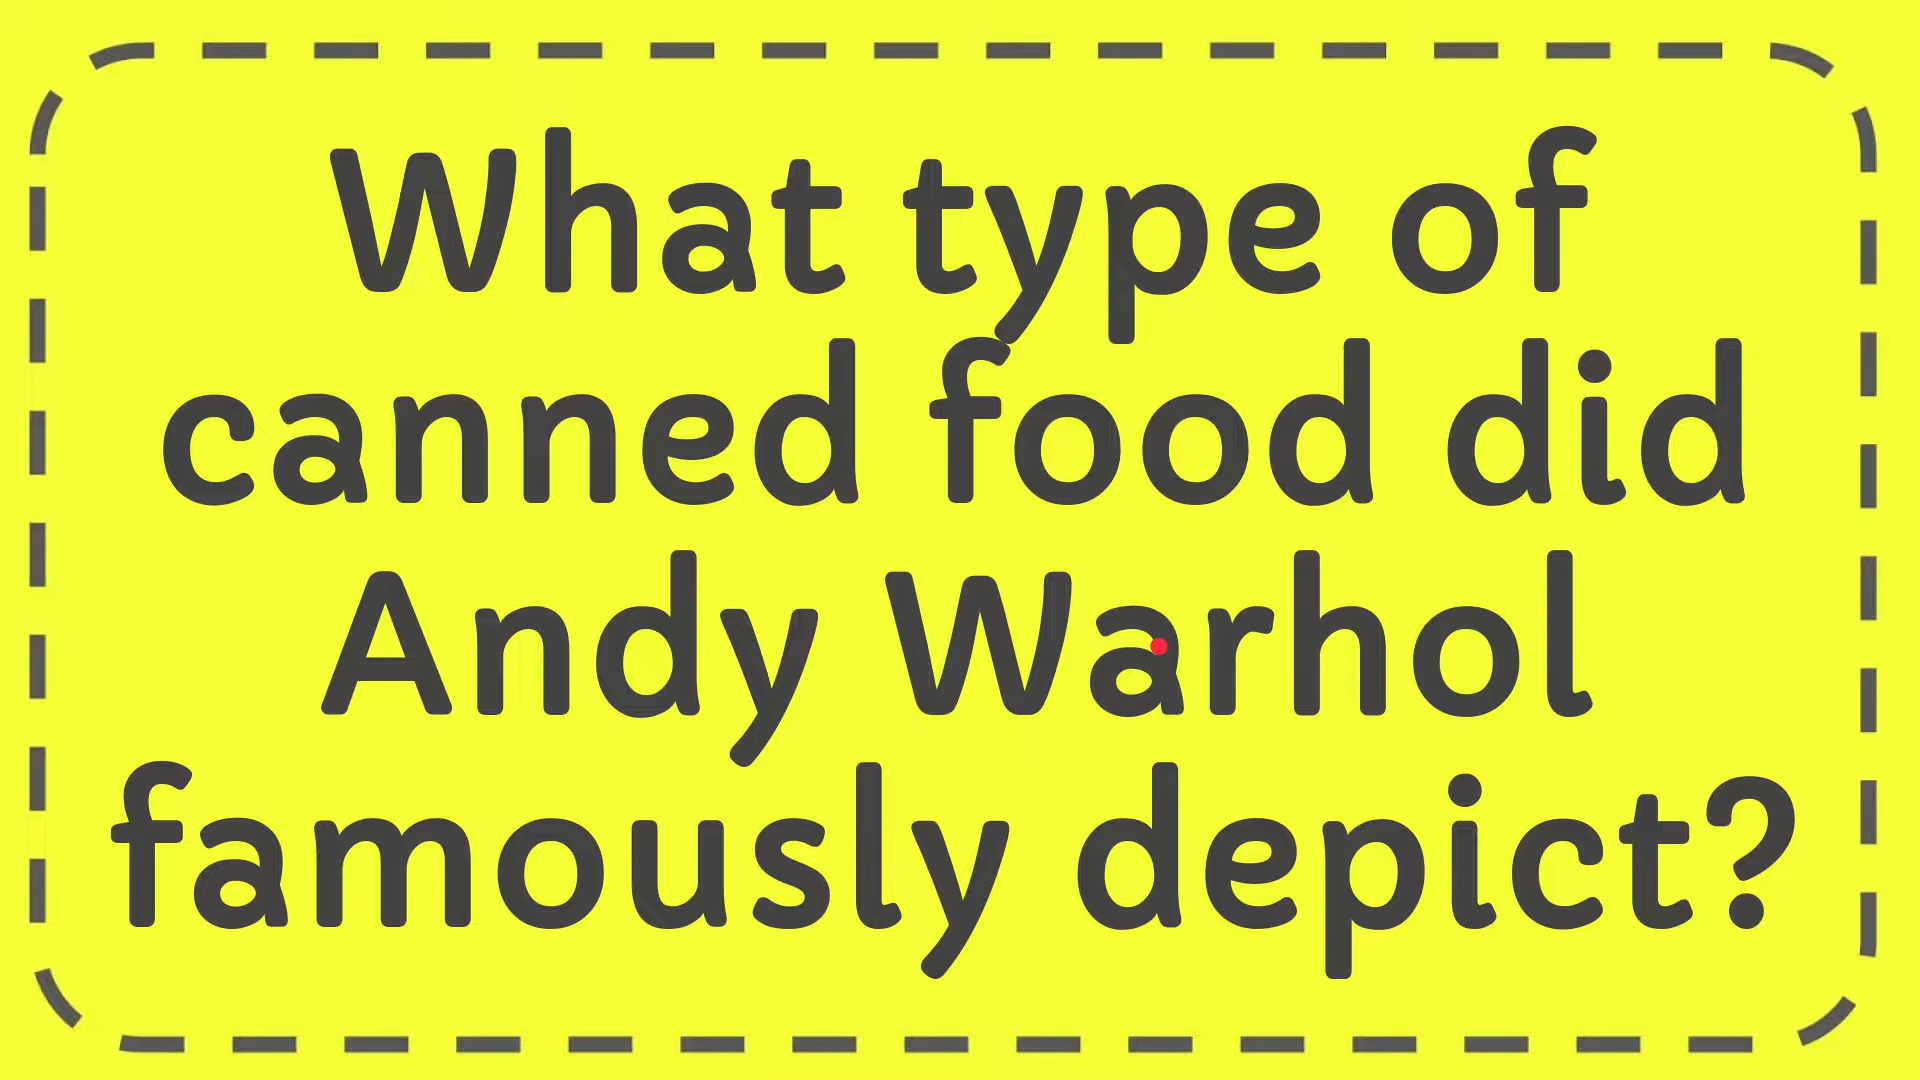 What type of
canned food did
Andy Warhol
famously depict?